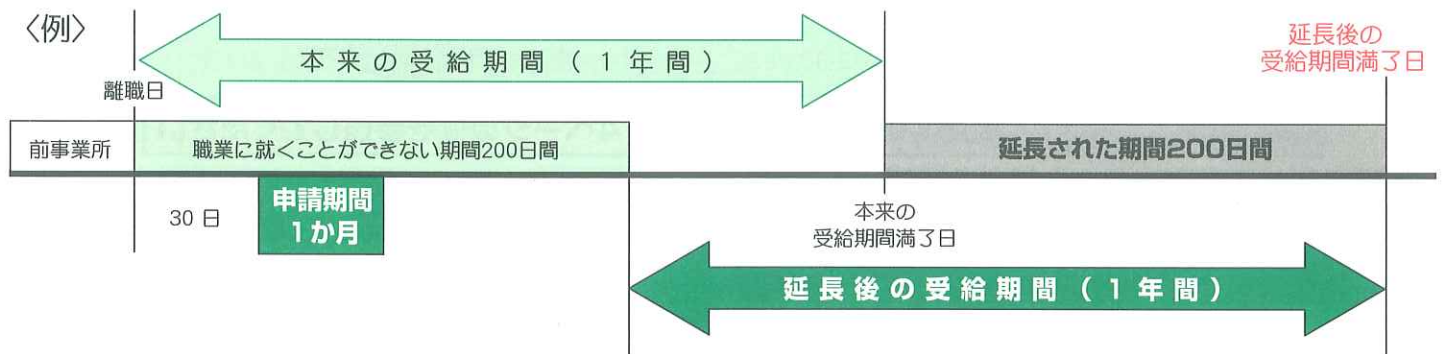 〈例〉
本来の受給期間（１年間）
延長後の
受給期間満了日
離職日
前事業所
職業に就くことができない期間200日間
延長された期間200日間
30 日
申請期間
１か月
本来の
受給期間満了日
延長後の受給期間（１年間）